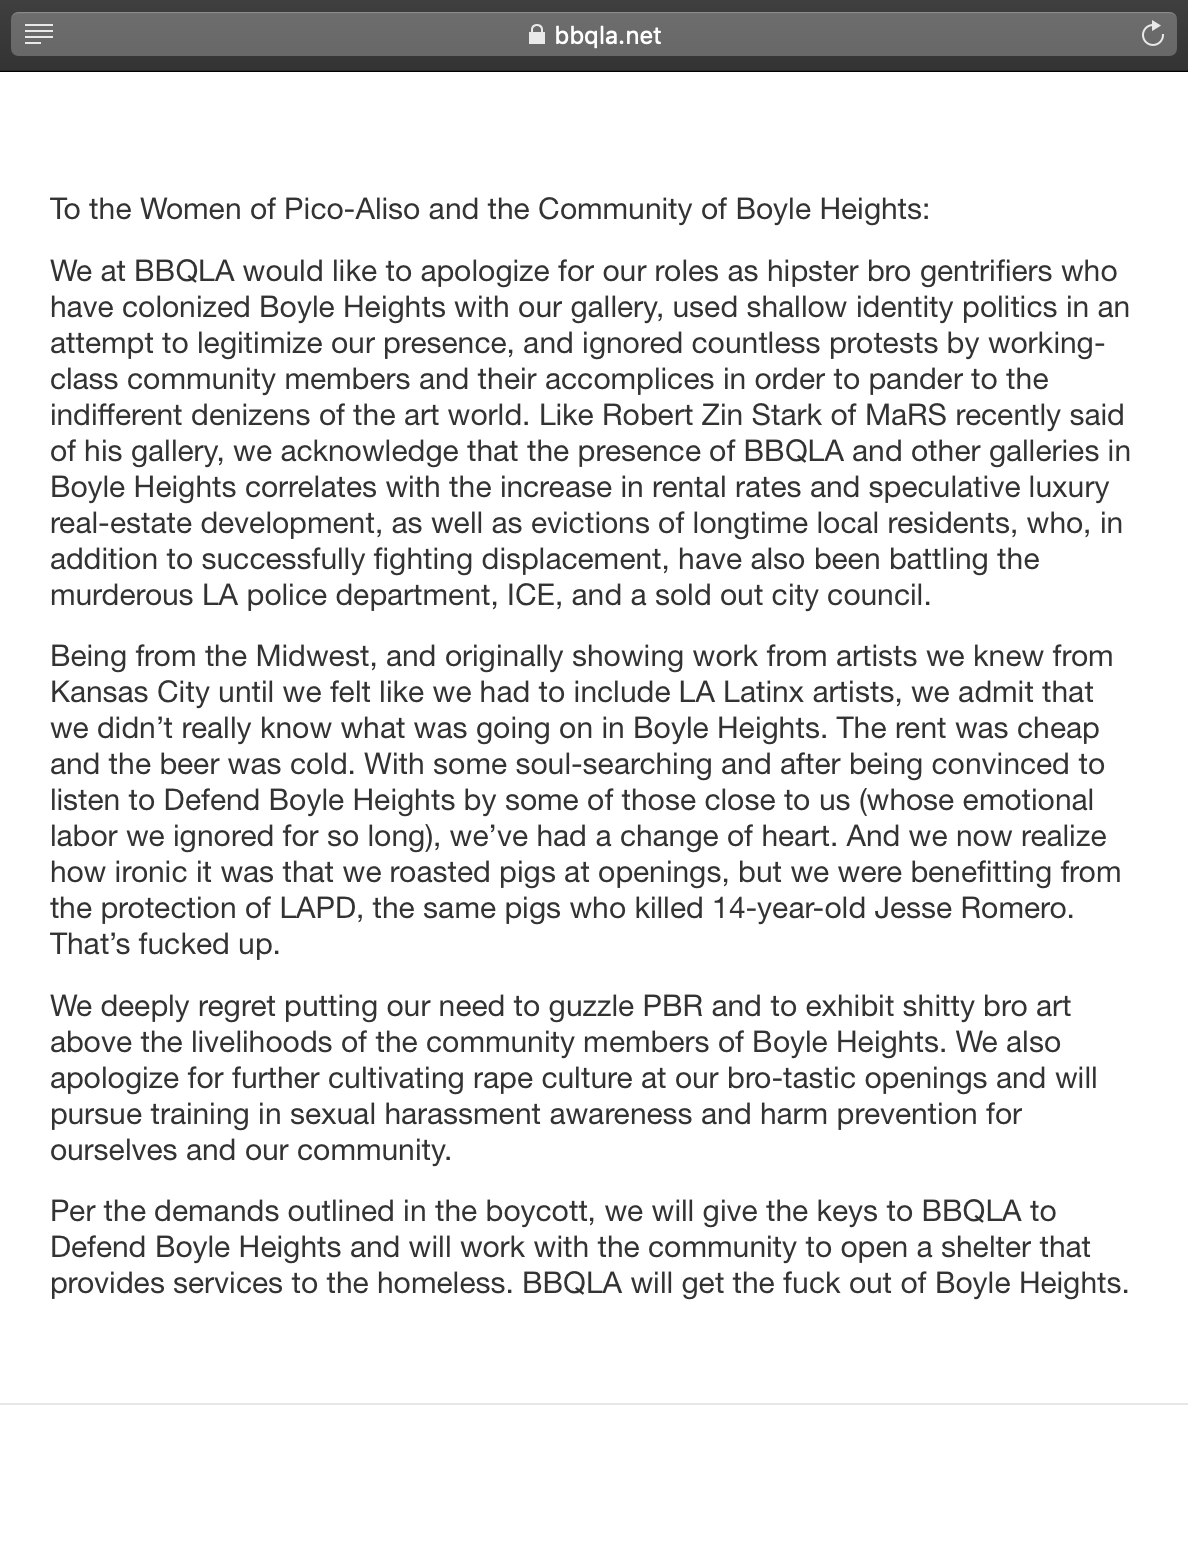 bbqla.net
To the Women of Pico-Aliso and the Community of Boyle Heights:
We at BBQLA would like to apologize for our roles as hipster bro gentrifiers who
have colonized Boyle Heights with our gallery, used shallow identity politics in an
attempt to legitimize our presence, and ignored countless protests by working-
class community members and their accomplices in order to pander to the
indifferent denizens of the art world. Like Robert Zin Stark of MaRS recently said
of his gallery, we acknowledge that the presence of BBQLA and other galleries in
Boyle Heights correlates with the increase in rental rates and speculative luxury
real-estate development, as well as evictions of longtime local residents, who, in
addition to successfully fighting displacement, have also been battling the
murderous LA police department, ICE, and a sold out city council.
Being from the Midwest, and originally showing work from artists we knew from
Kansas City until we felt like we had to include LA Latinx artists, we admit that
we didn’t really know what was going on in Boyle Heights. The rent was cheap
and the beer was cold. With some soul-searching and after being convinced to
listen to Defend Boyle Heights by some of those close to us (whose emotional
labor we ignored for so long), we’ve had a change of heart. And we now realize
how ironic it was that we roasted pigs at openings, but we were benefitting from
the protection of LAPD, the same pigs who killed 14-year-old Jesse Romero.
That’s fucked up.
We deeply regret putting our need to guzzle PBR and to exhibit shitty bro art
above the livelihoods of the community members of Boyle Heights. We also
apologize for further cultivating rape culture at our bro-tastic openings and will
pursue training in sexual harassment awareness and harm prevention for
ourselves and our community.
Per the demands outlined in the boycott, we will give the keys to BBQLA to
Defend Boyle Heights and will work with the community to open a shelter that
provides services to the homeless. BBQLA will get the fuck out of Boyle Heights.